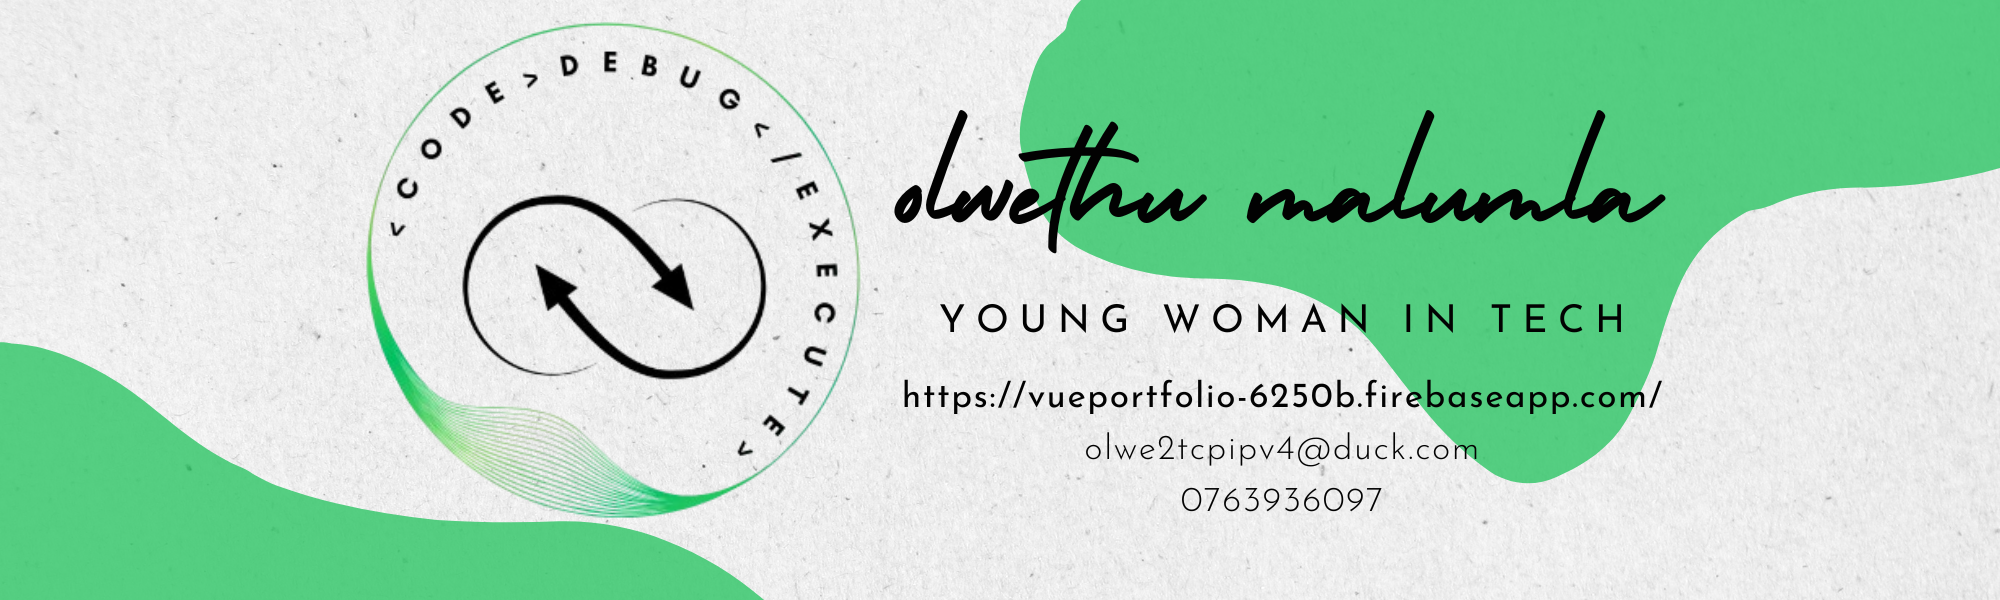 <CODE>DEBUG</EXECUTE>
olwethu malumla
YOUNG WOMAN IN TECH
https://vueportfolio-6250b.firebaseapp.com/
olwe2tcpipv4@duck.com
0763936097